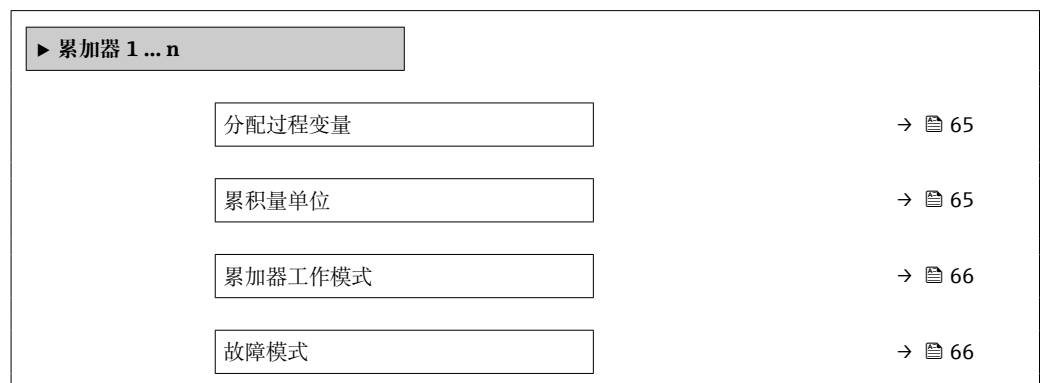 ▶ 累加器 1 ... n
分配过程变量 → 65
累积量单位 → 65
累加器工作模式 → 66
故障模式 → 66